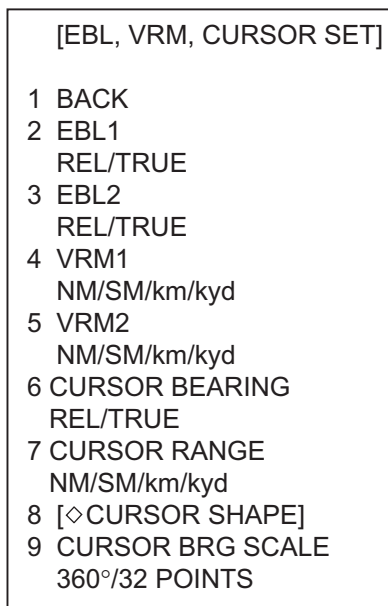 [EBL, VRM, CURSOR SET]
1 BACK
2 EBL1
REL/TRUE
3 EBL2
REL/TRUE
4 VRM1
NM/SM/km/kyd
5 VRM2
NM/SM/km/kyd
6 CURSOR BEARING
REL/TRUE
7 CURSOR RANGE
NM/SM/km/kyd
8 [◇CURSOR SHAPE]
9 CURSOR BRG SCALE
360°/32 POINTS